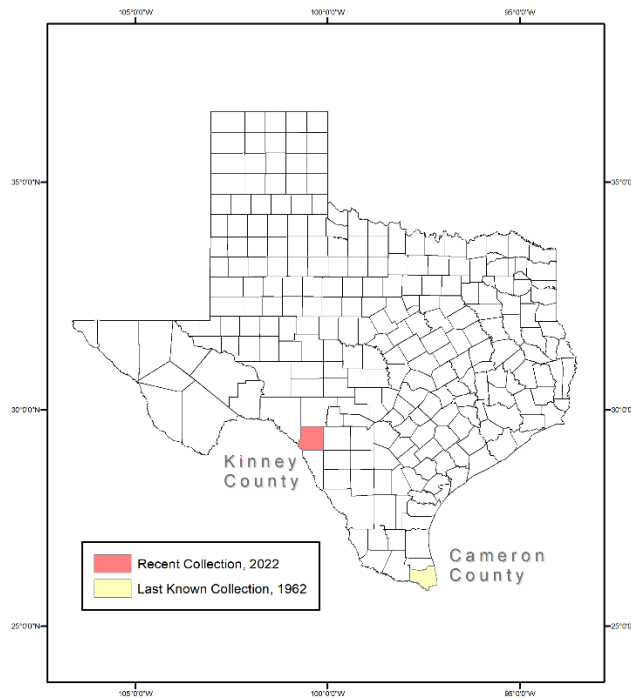 105°0'0"W 100°0'0"W 95°0'0"W
35°0'0"N 35°0'0"
30°0'0"N 30°0'0"
Kinney
County
Cameron
County
Recent Collection, 2022
Last Known Collection, 1962
25°0'0"N 25°0'0"
105°0'0"W 100°0'0"W 95°0'0"W